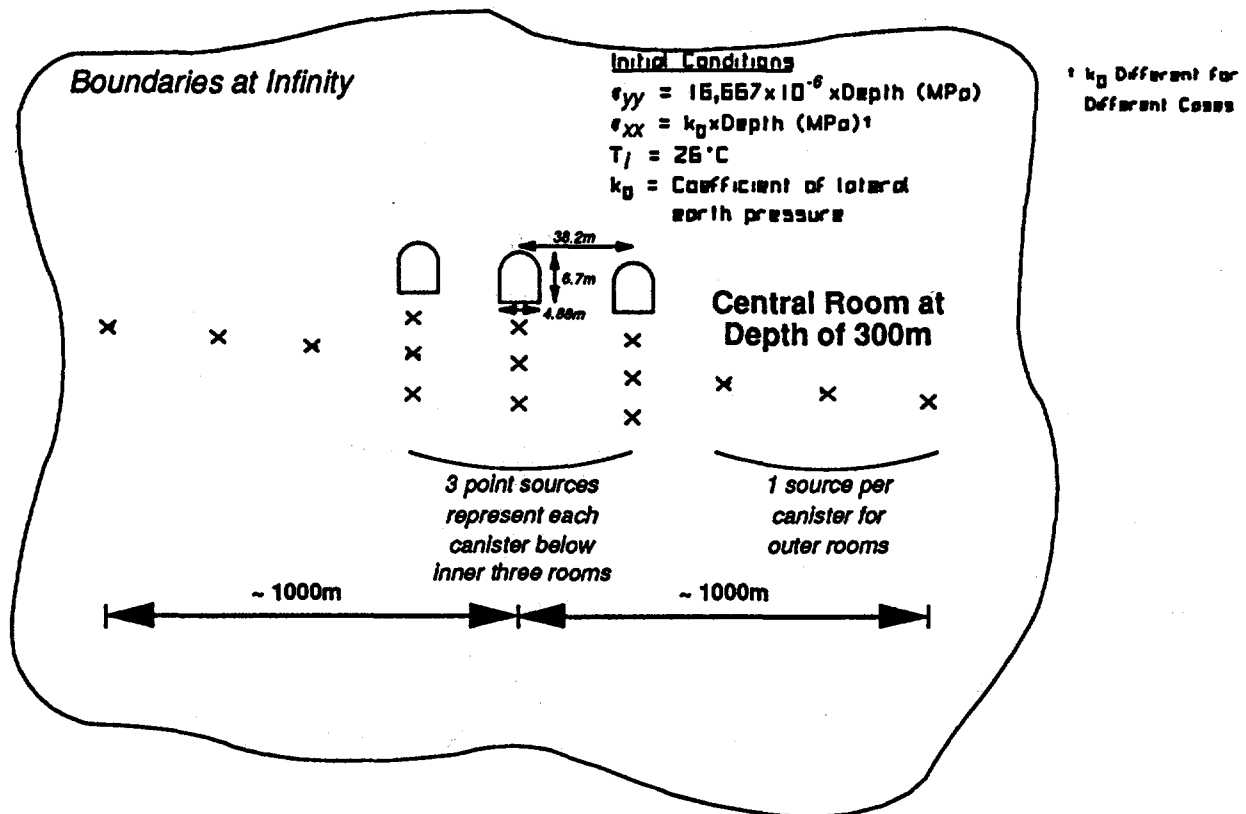 Boundaries at Infinity
Initial Conditions
σyy = 16,667x10⁻⁶ xDepth (MPa)
σxx = k₀xDepth (MPa)†
Ti = 26°C
k₀ = Coefficient of lateral
earth pressure
† k₀ Different for
Different Cases
38.2m
6.7m
4.88m
Central Room at
Depth of 300m
3 point sources
represent each
canister below
inner three rooms
1 source per
canister for
outer rooms
~ 1000m
~ 1000m